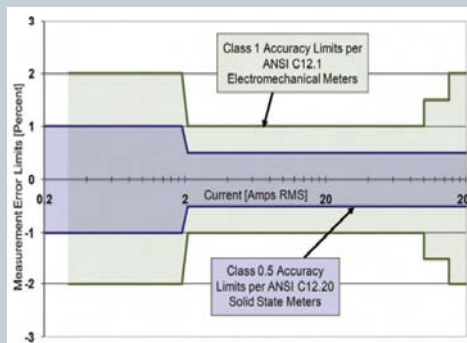 Measurement Error Limits [Percent]
3
2
1
0
-1
-2
-3
Class 1 Accuracy Limits per
ANSI C12.1
Electromechanical Meters
0.2
2
20
20
Current [Amps RMS]
Class 0.5 Accuracy
Limits per ANSI C12.20
Solid State Meters